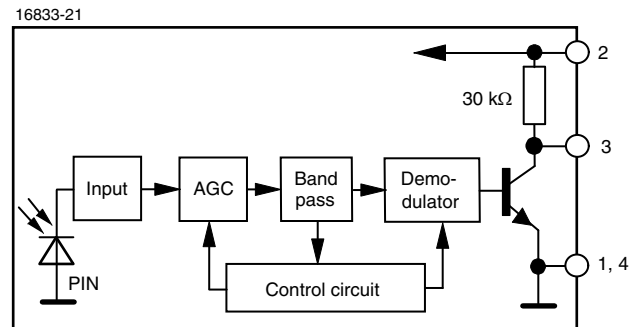 16833-21
2
30 kΩ
3
Input
AGC
Band
pass
Demo-
dulator
PIN
Control circuit
1, 4